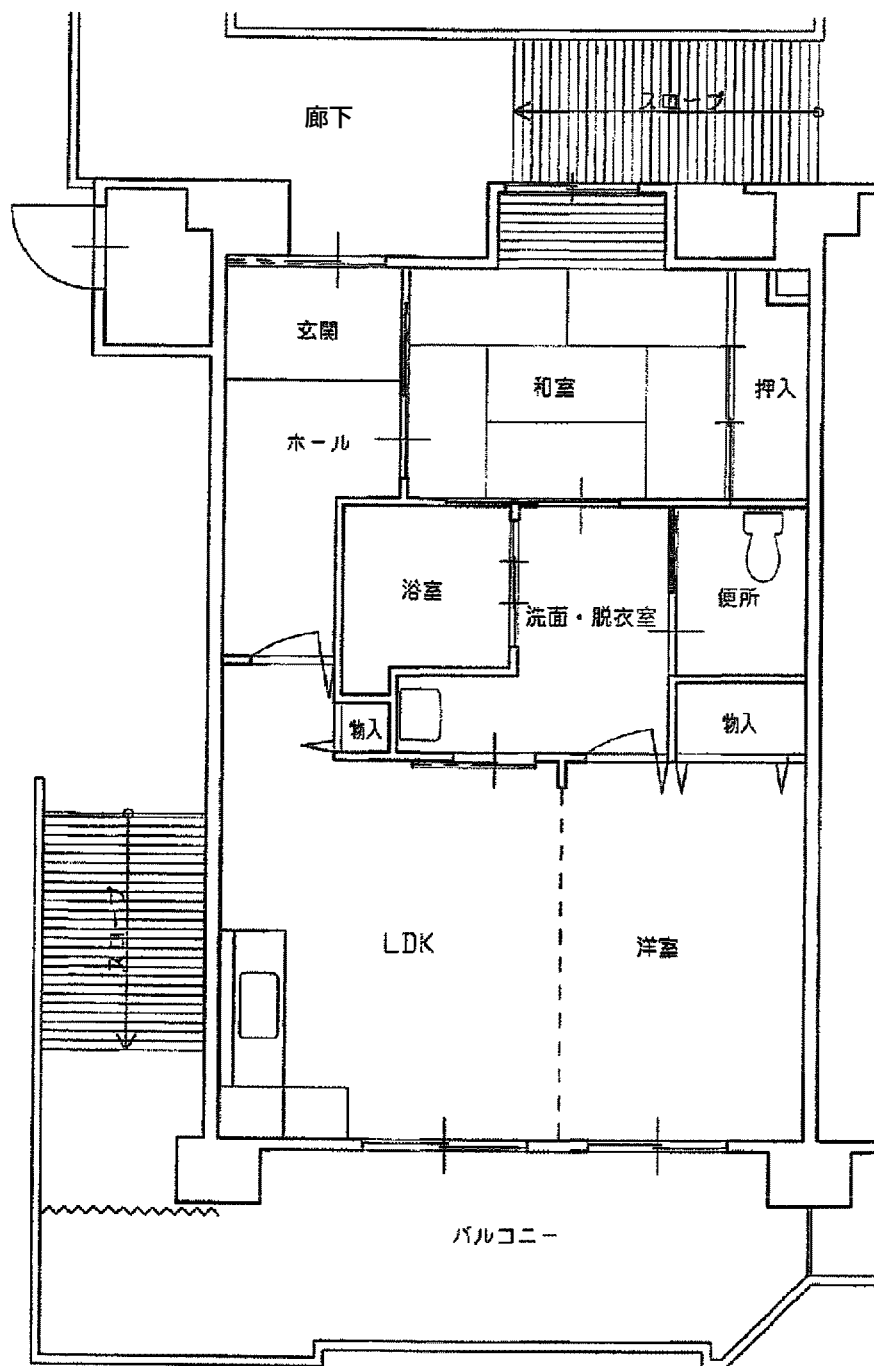 スロープ
廊下
玄関
和室
押入
ホール
浴室
洗面・脱衣室
便所
物入
物入
スロープ
LDK
洋室
バルコニー